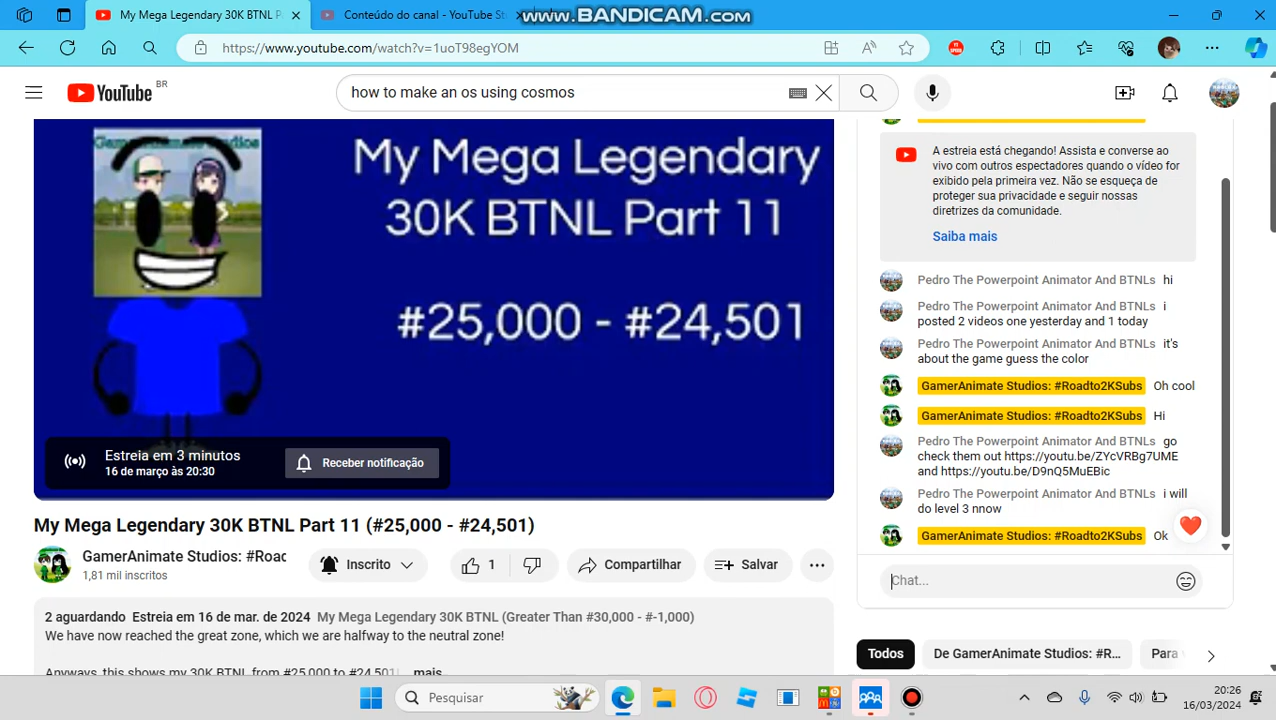 My Mega Legendary 30K BTNL P
Conteúdo do canal - YouTube St
www.BANDICAM.com
https://www.youtube.com/watch?v=1uoT98egYOM
YouTube BR
how to make an os using cosmos
GamerAnimate Studios
My Mega Legendary
30K BTNL Part 11
#25,000 - #24,501
Estreia em 3 minutos
16 de março às 20:30
Receber notificação
My Mega Legendary 30K BTNL Part 11 (#25,000 - #24,501)
GamerAnimate Studios: #Roac
1,81 mil inscritos
Inscrito
1
Compartilhar
Salvar
2 aguardando Estreia em 16 de mar. de 2024 My Mega Legendary 30K BTNL (Greater Than #30,000 - #-1,000)
We have now reached the great zone, which we are halfway to the neutral zone!
Anyways, this shows my 30K BTNL from #25,000 to #24,501! ...mais
A estreia está chegando! Assista e converse ao
vivo com outros espectadores quando o vídeo for
exibido pela primeira vez. Não se esqueça de
proteger sua privacidade e seguir nossas
diretrizes da comunidade.
Saiba mais
Pedro The Powerpoint Animator And BTNLs hi
Pedro The Powerpoint Animator And BTNLs i
posted 2 videos one yesterday and 1 today
Pedro The Powerpoint Animator And BTNLs it's
about the game guess the color
GamerAnimate Studios: #Roadto2KSubs Oh cool
GamerAnimate Studios: #Roadto2KSubs Hi
Pedro The Powerpoint Animator And BTNLs go
check them out https://youtu.be/ZYcVRBg7UME
and https://youtu.be/D9nQ5MuEBic
Pedro The Powerpoint Animator And BTNLs i will
do level 3 nnow
GamerAnimate Studios: #Roadto2KSubs Ok
Chat...
Todos
De GamerAnimate Studios: #R...
Para
Pesquisar
20:26
16/03/2024